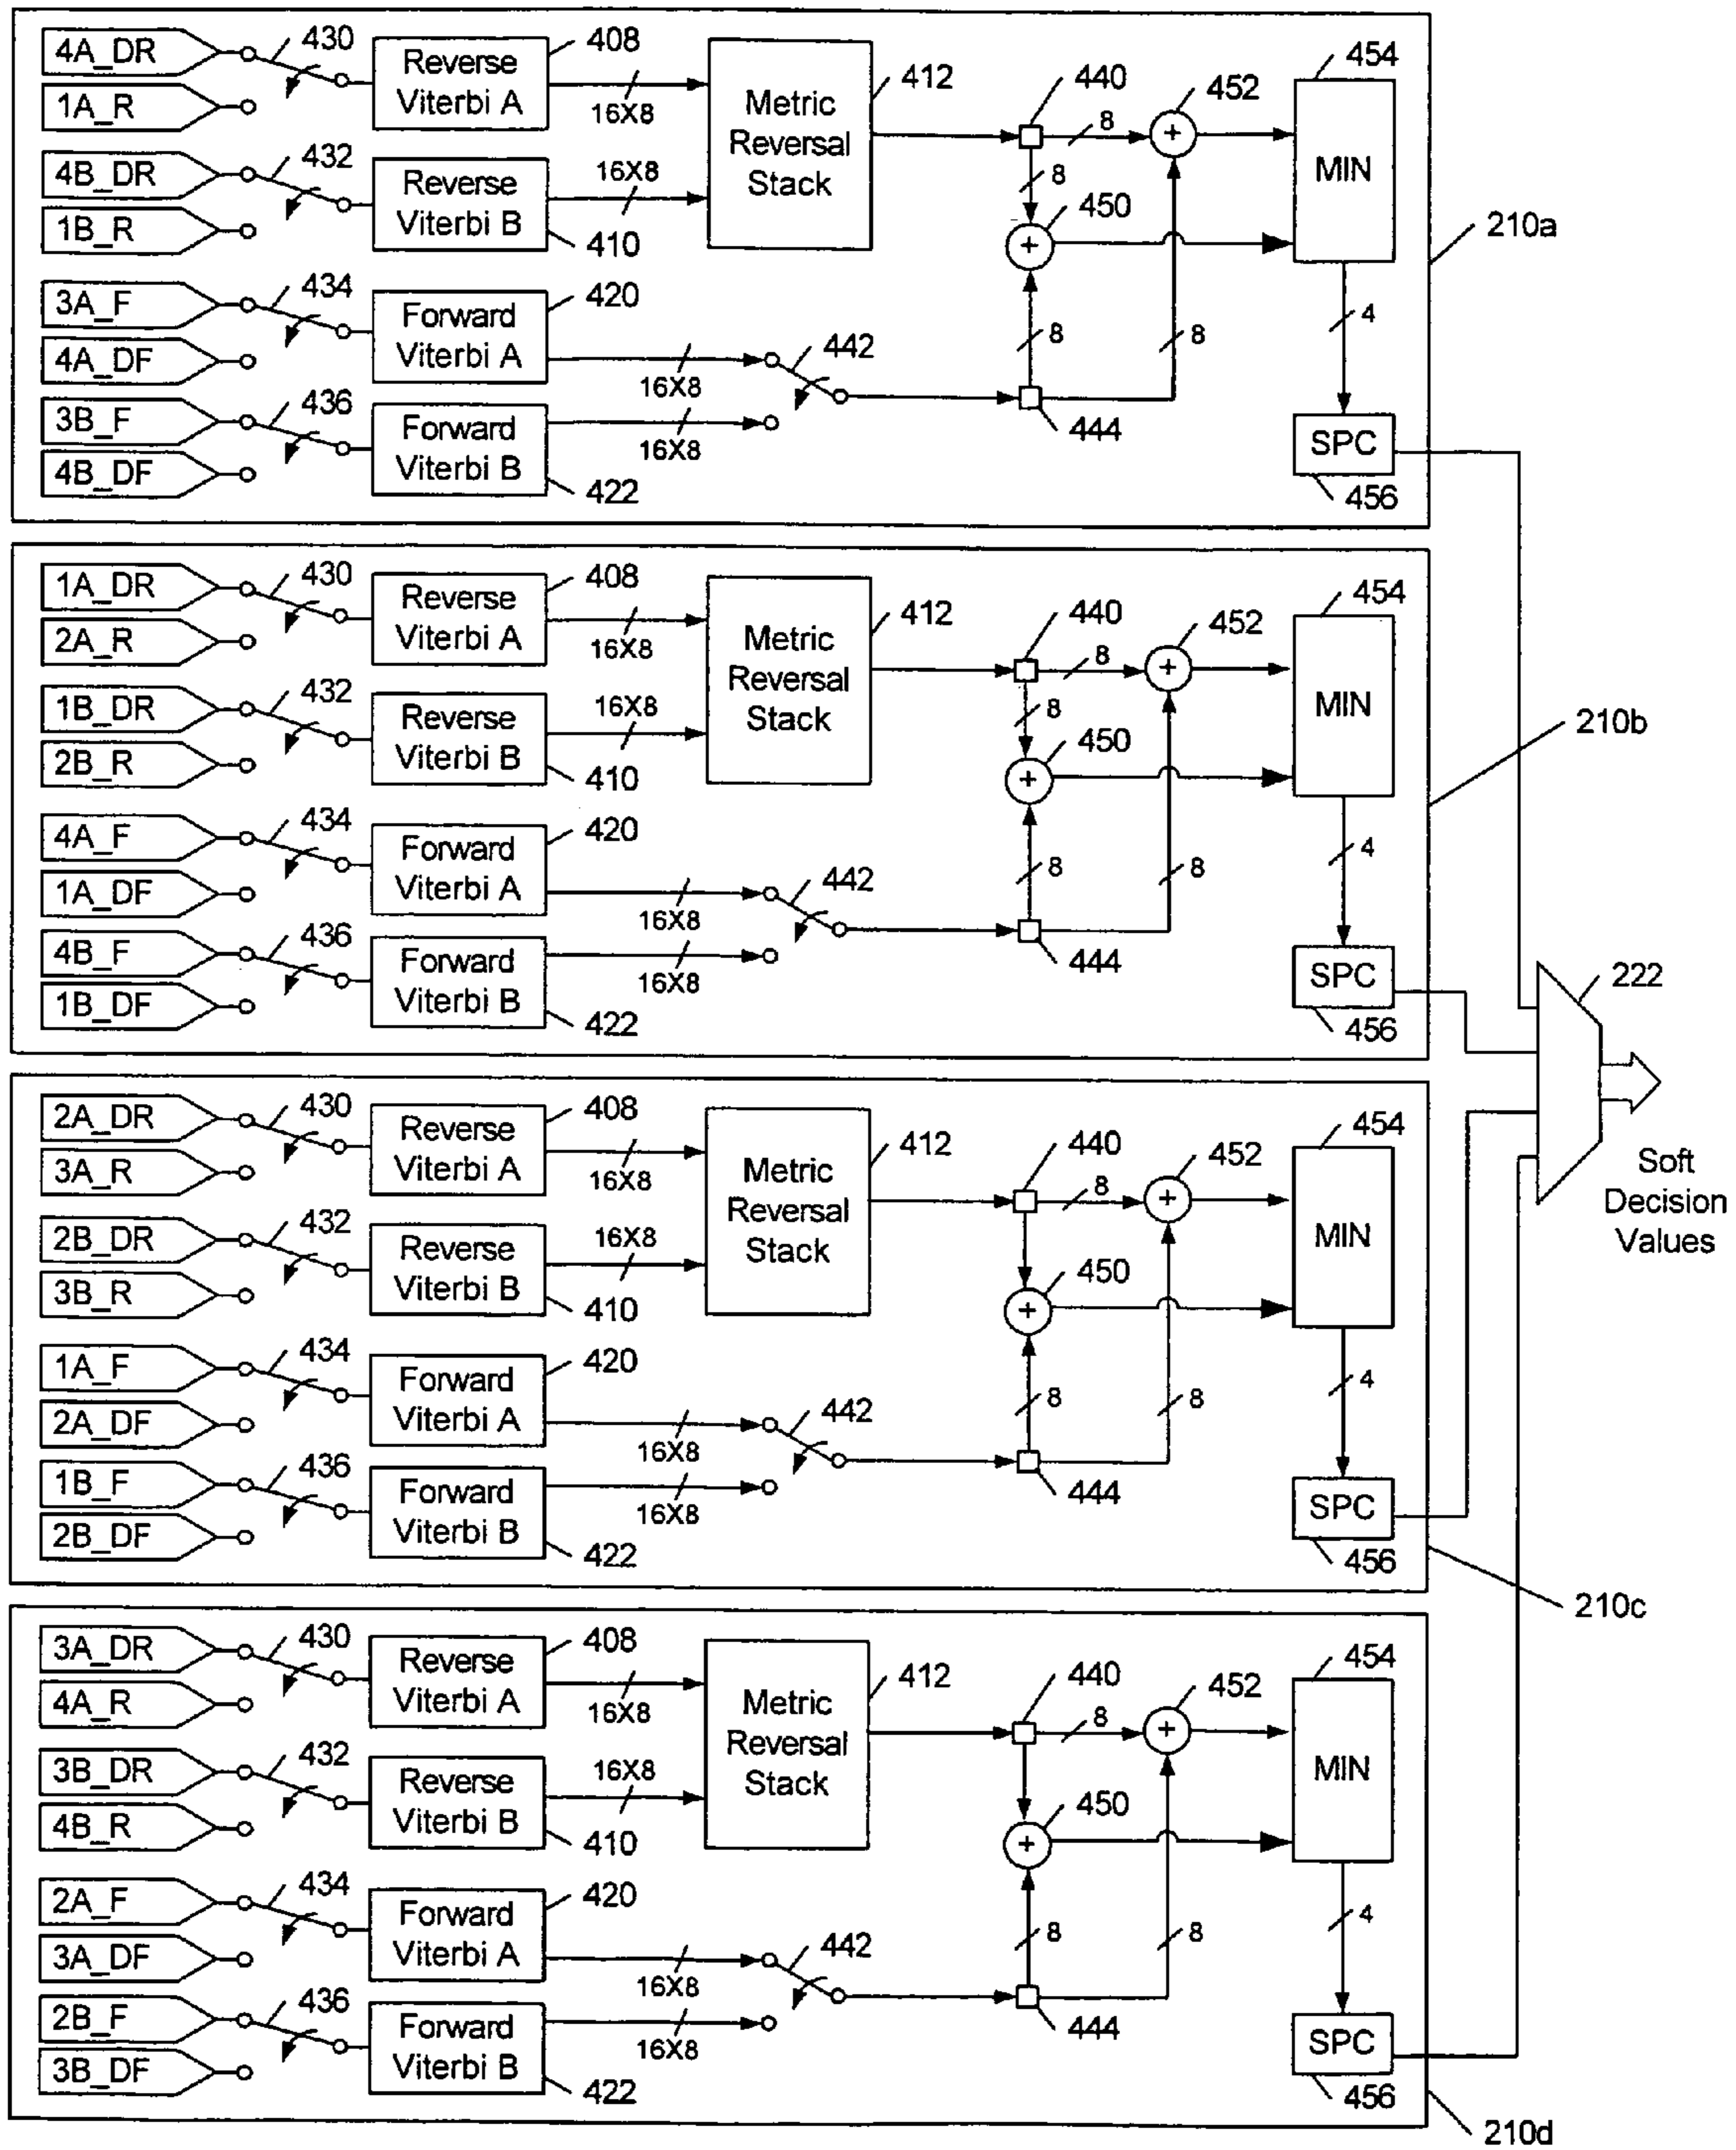 4A_DR
430
408
454
1A_R
Reverse
Viterbi A
16X8
412
Metric
Reversal
Stack
440
8
452
+
MIN
4B_DR
432
16X8
8
1B_R
Reverse
Viterbi B
410
450
+
210a
3A_F
434
420
4A_DF
Forward
Viterbi A
16X8
442
8
8
4
3B_F
436
Forward
Viterbi B
16X8
444
SPC
4B_DF
422
456
1A_DR
430
408
454
2A_R
Reverse
Viterbi A
16X8
412
Metric
Reversal
Stack
440
8
452
+
MIN
1B_DR
432
16X8
8
2B_R
Reverse
Viterbi B
410
450
+
210b
4A_F
434
420
1A_DF
Forward
Viterbi A
16X8
442
8
8
4
4B_F
436
Forward
Viterbi B
16X8
444
SPC
1B_DF
422
456
222
Soft
Decision
Values
2A_DR
430
408
454
3A_R
Reverse
Viterbi A
16X8
412
Metric
Reversal
Stack
440
8
452
+
MIN
2B_DR
432
16X8
3B_R
Reverse
Viterbi B
410
450
+
1A_F
434
420
2A_DF
Forward
Viterbi A
16X8
442
8
8
4
1B_F
436
Forward
Viterbi B
16X8
444
SPC
2B_DF
422
456
210c
3A_DR
430
408
454
4A_R
Reverse
Viterbi A
16X8
412
Metric
Reversal
Stack
440
8
452
+
MIN
3B_DR
432
16X8
4B_R
Reverse
Viterbi B
410
450
+
2A_F
434
420
3A_DF
Forward
Viterbi A
16X8
442
8
8
4
2B_F
436
Forward
Viterbi B
16X8
444
SPC
3B_DF
422
456
210d